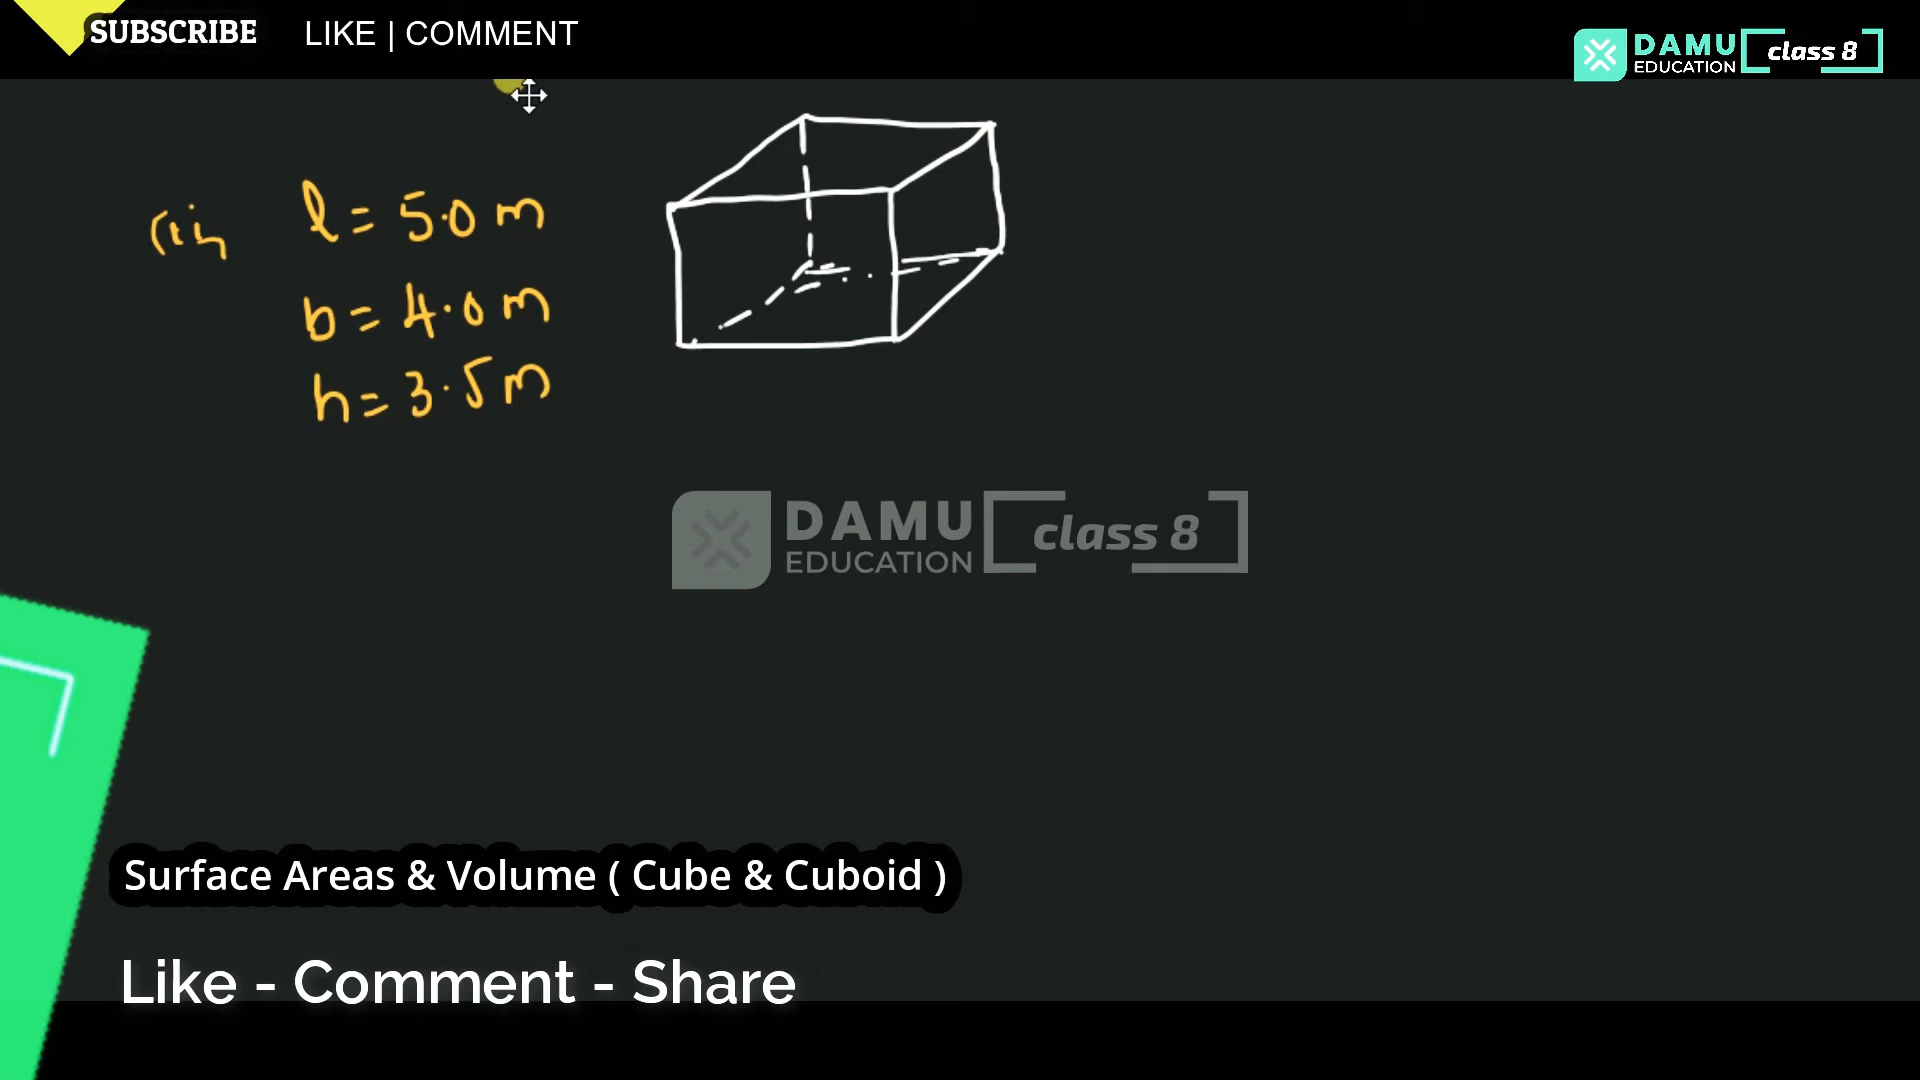 SUBSCRIBE
LIKE | COMMENT
DAMU
EDUCATION
class 8
l = 5.0 m
b = 4.0 m
h = 3.5 m
DAMU
EDUCATION
class 8
Surface Areas & Volume ( Cube & Cuboid )
Like - Comment - Share